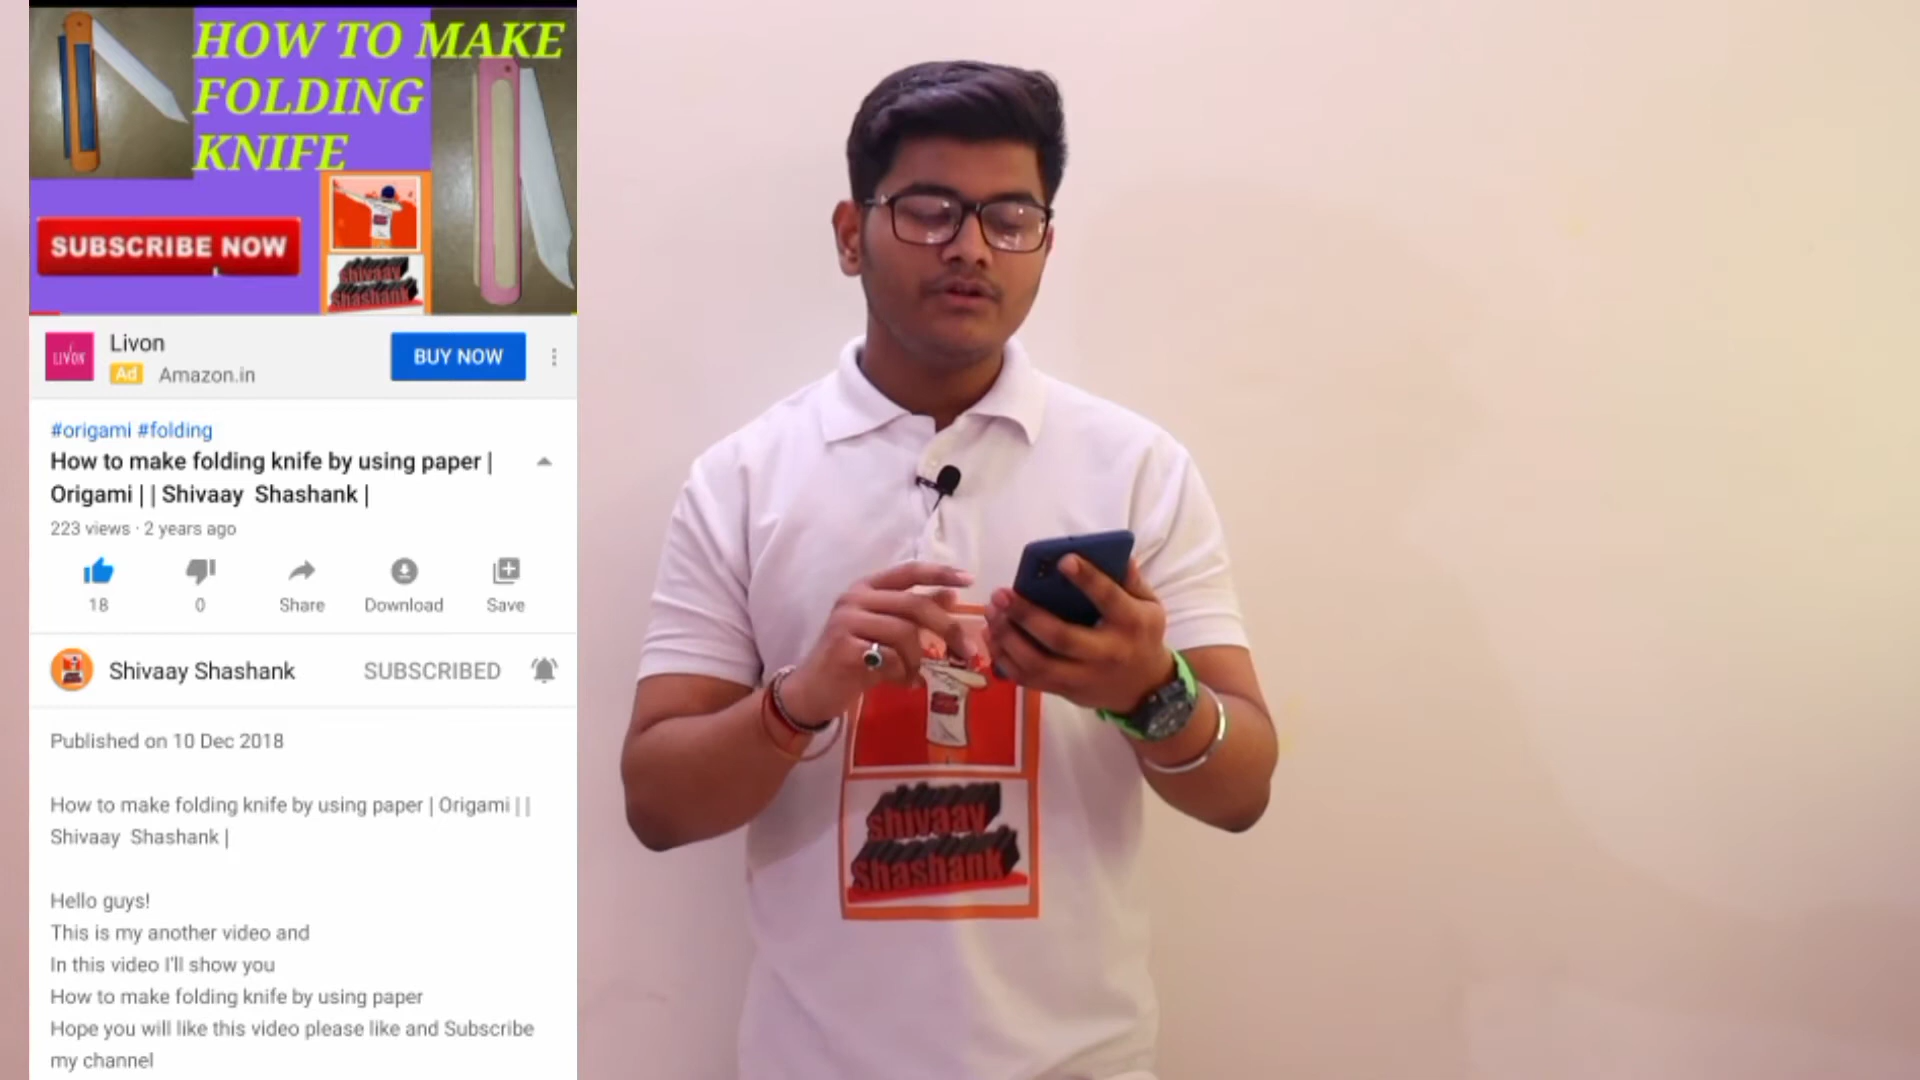 HOW TO MAKE
FOLDING
KNIFE
SUBSCRIBE NOW
shivaay
shashank
LIVON
Livon
BUY NOW
Ad Amazon.in
#origami #folding
How to make folding knife by using paper |
Origami | | Shivaay Shashank |
223 views · 2 years ago
18
0
Share
Download
Save
Shivaay Shashank
SUBSCRIBED
Published on 10 Dec 2018
How to make folding knife by using paper | Origami | |
Shivaay Shashank |
Hello guys!
This is my another video and
In this video I'll show you
How to make folding knife by using paper
Hope you will like this video please like and Subscribe
my channel
shivaay
Shashank